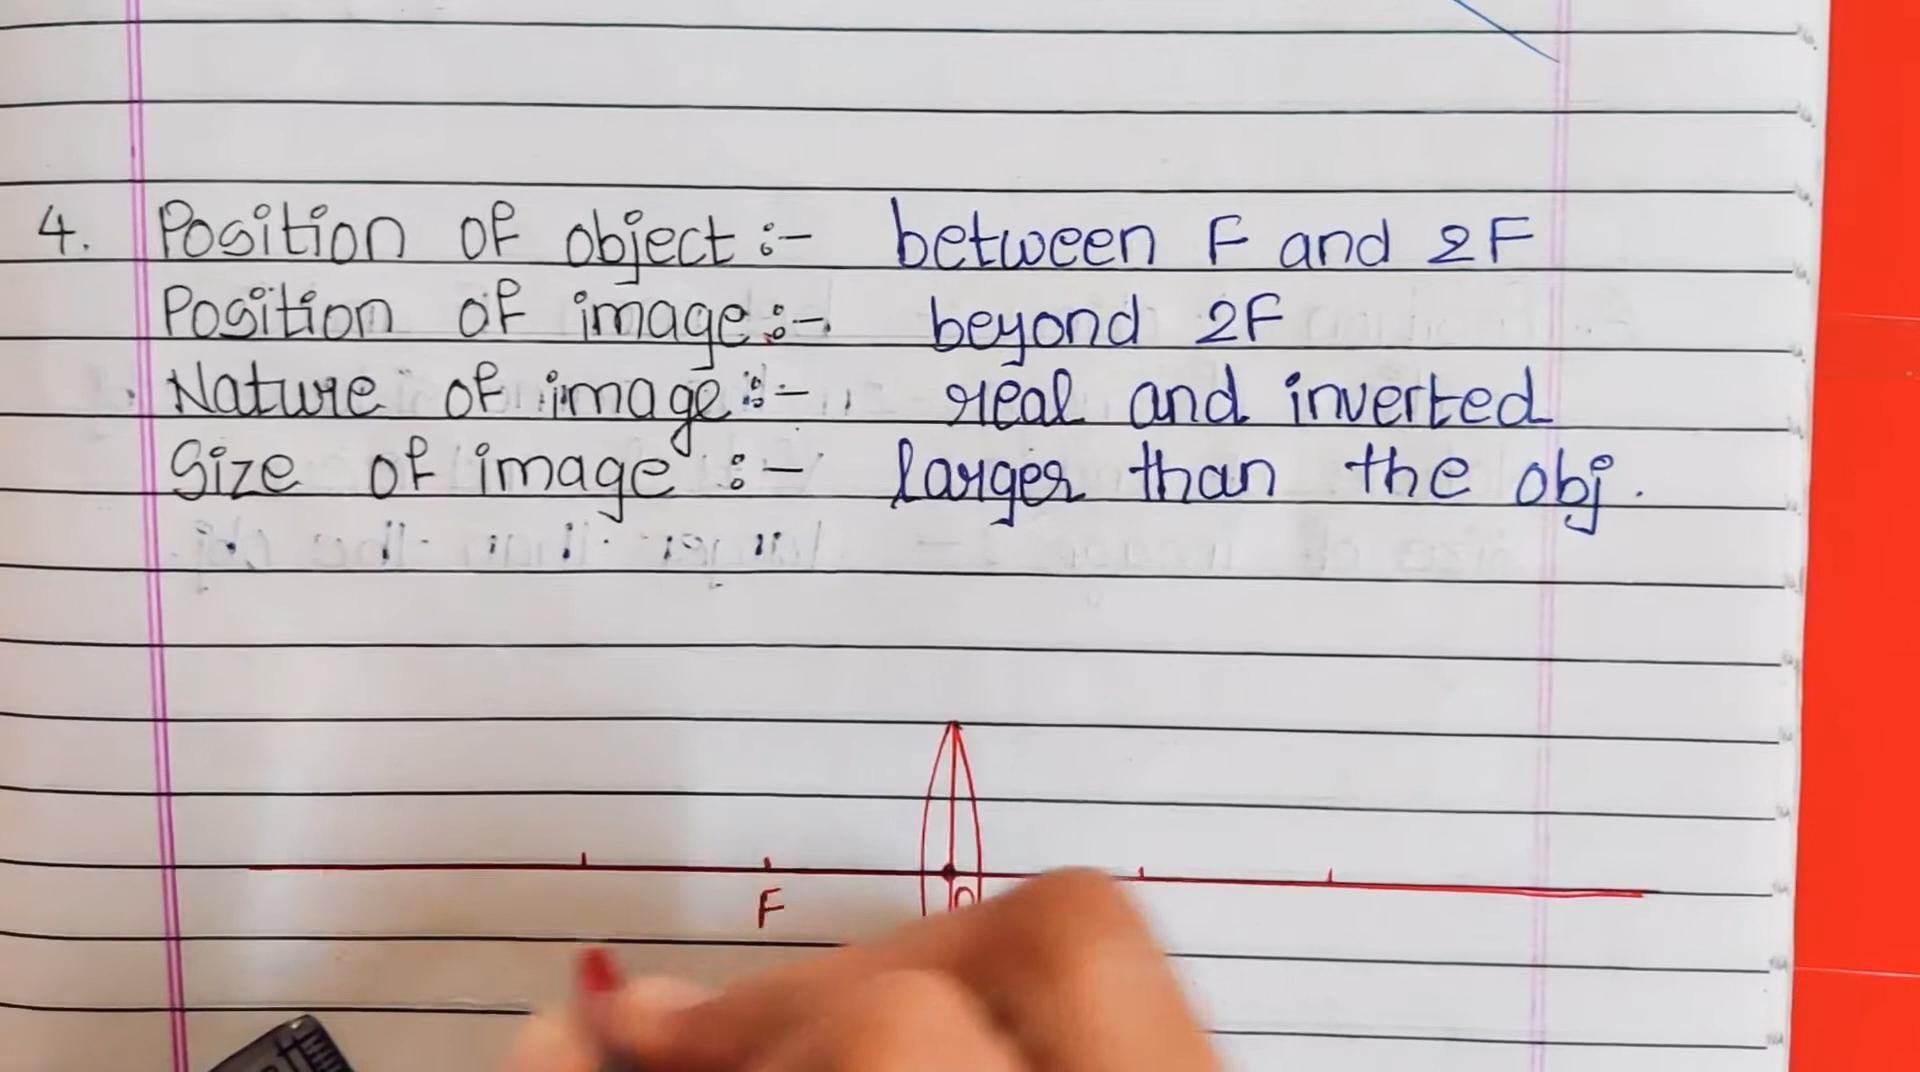 4. Position of object :- between F and 2F
Position of image :- beyond 2F
Nature of image :- real and inverted
Size of image :- larger than the obj.
F